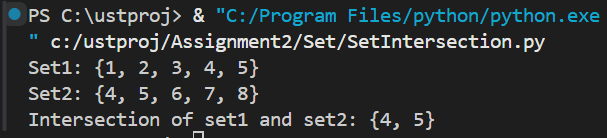 PS C:\ustproj> & "C:/Program Files/python/python.exe
" c:/ustproj/Assignment2/Set/SetIntersection.py
Set1: {1, 2, 3, 4, 5}
Set2: {4, 5, 6, 7, 8}
Intersection of set1 and set2: {4, 5}